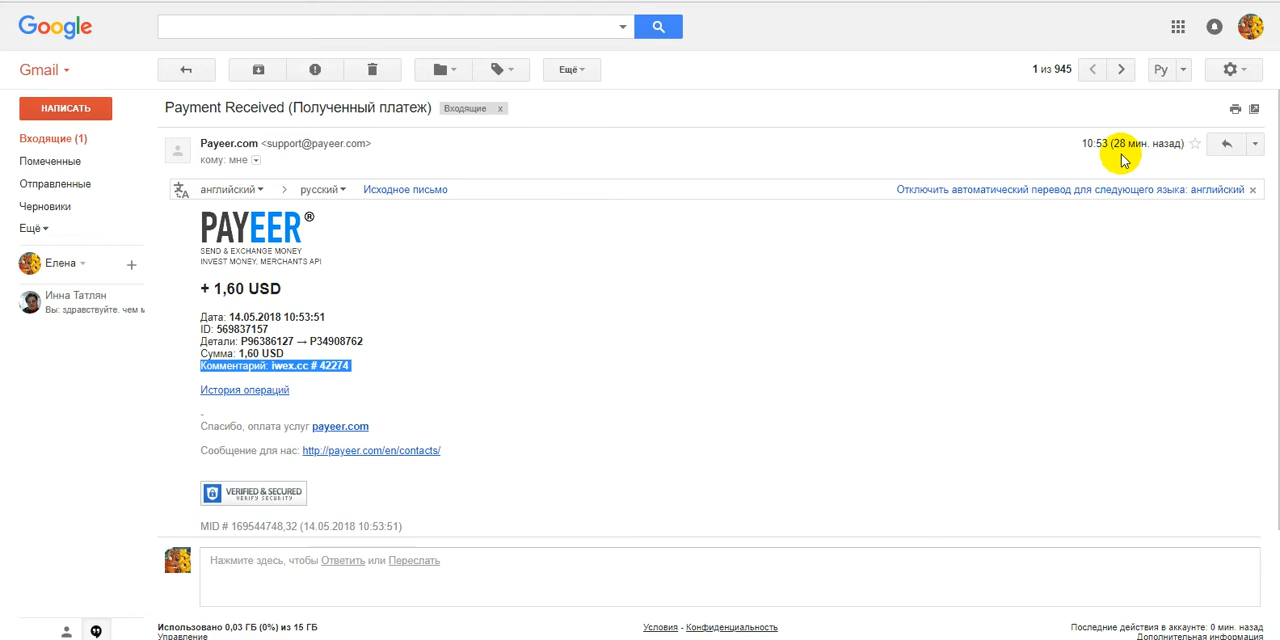 Google
Gmail
Ещё
1 из 945
Ру
НАПИСАТЬ
Входящие (1)
Помеченные
Отправленные
Черновики
Ещё
Елена
Инна Татлян
Вы: здравствуйте. чем м
Payment Received (Полученный платеж) Входящие x
Payeer.com <support@payeer.com>
10:53 (28 мин. назад)
кому: мне
английский > русский Исходное письмо
Отключить автоматический перевод для следующего языка: английский x
PAYEER®
SEND & EXCHANGE MONEY
INVEST MONEY, MERCHANTS API
+ 1,60 USD
Дата: 14.05.2018 10:53:51
ID: 569837157
Детали: P96386127 → P34908762
Сумма: 1,60 USD
Комментарий: iwex.cc # 42274
История операций
-
Спасибо, оплата услуг payeer.com
Сообщение для нас: http://payeer.com/en/contacts/
VERIFIED & SECURED
VERIFY SECURITY
MID # 169544748,32 (14.05.2018 10:53:51)
Нажмите здесь, чтобы Ответить или Переслать
Использовано 0,03 ГБ (0%) из 15 ГБ
Управление
Условия - Конфиденциальность
Последние действия в аккаунте: 0 мин. назад
Дополнительная информация